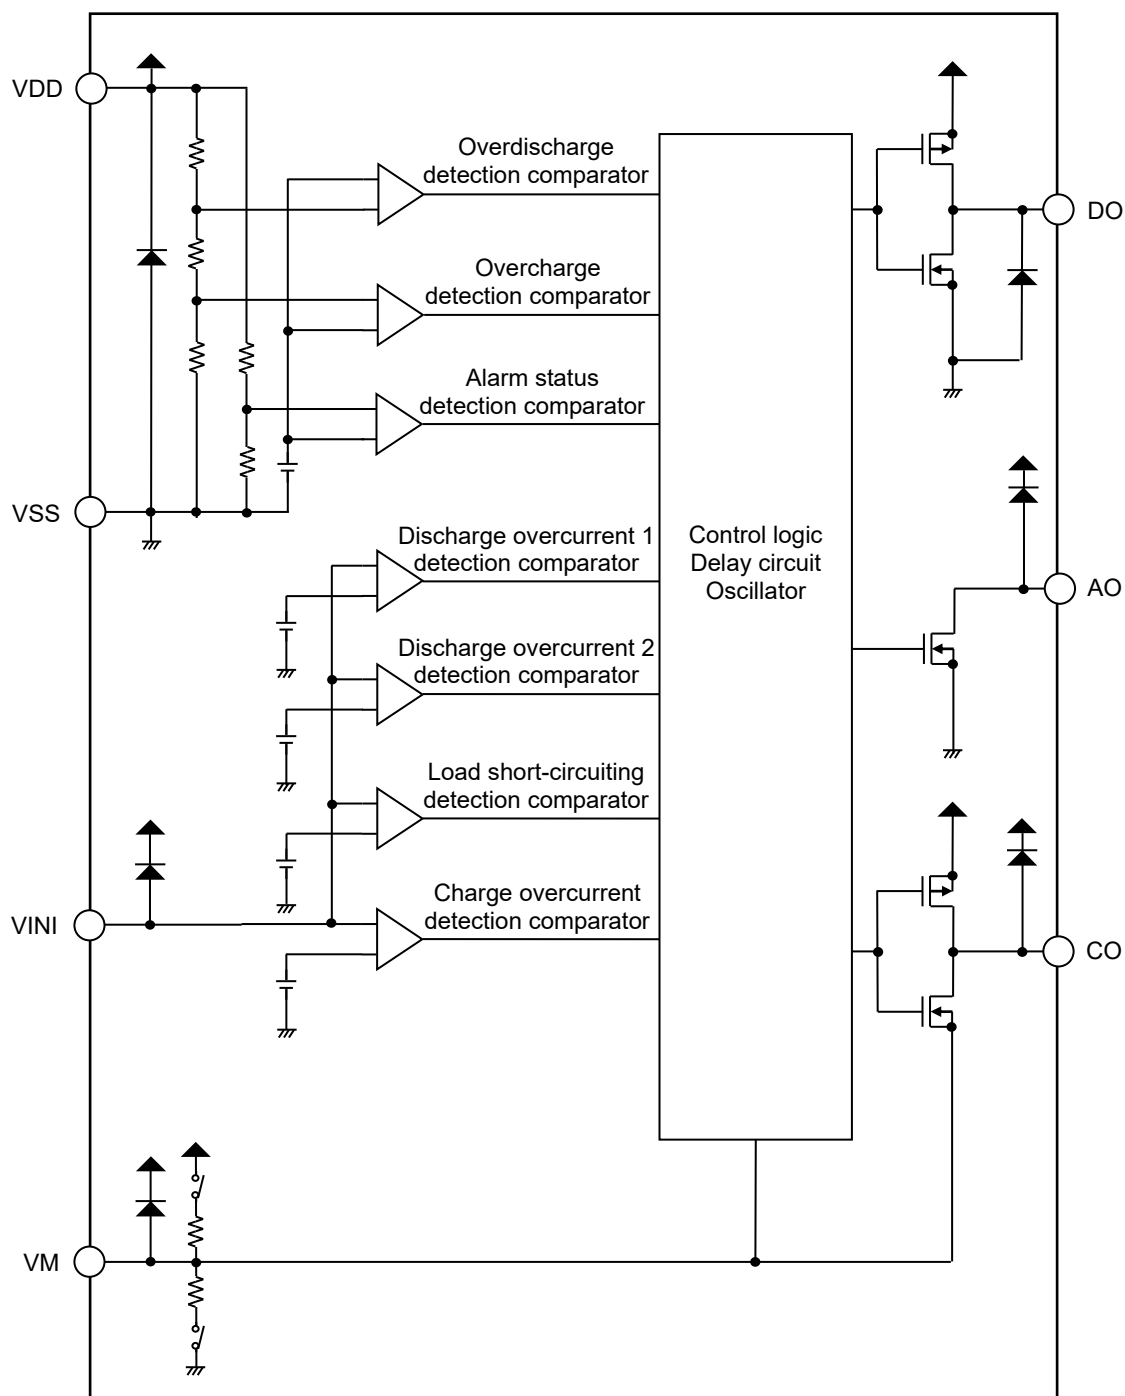 VDD
Overdischarge
detection comparator
DO
Overcharge
detection comparator
Alarm status
detection comparator
VSS
Discharge overcurrent 1
detection comparator
Control logic
Delay circuit
Oscillator
AO
Discharge overcurrent 2
detection comparator
Load short-circuiting
detection comparator
Charge overcurrent
detection comparator
VINI
CO
VM